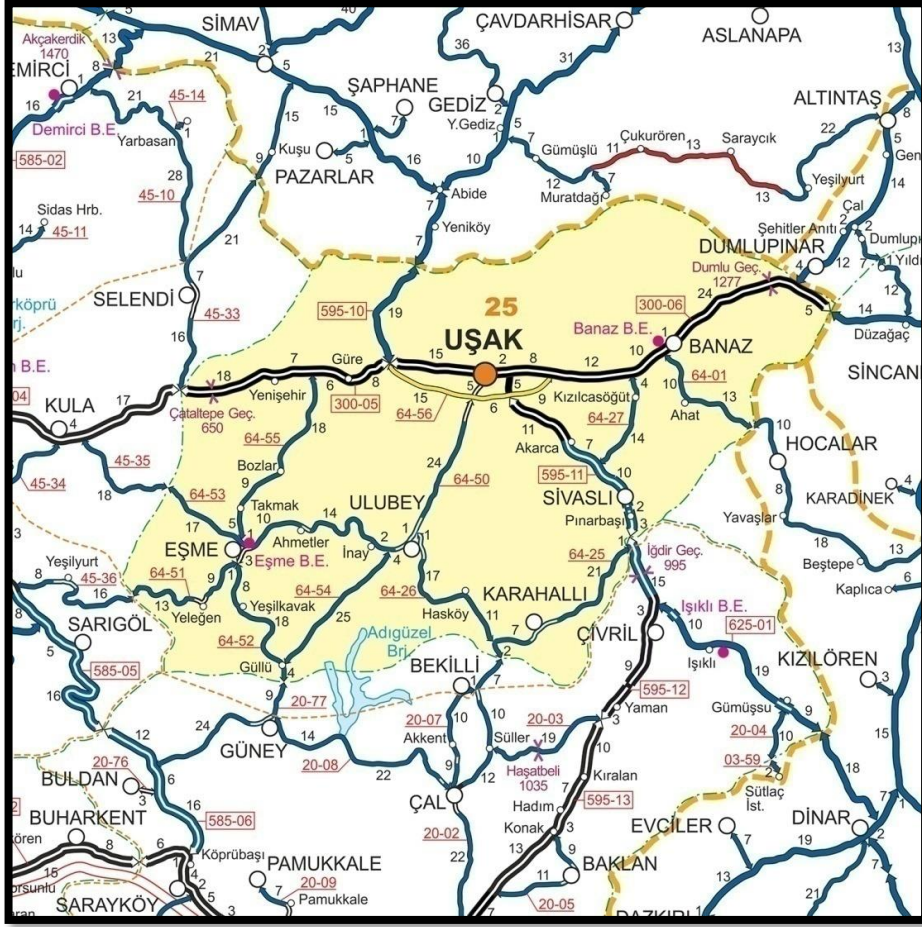 SİMAV
ÇAVDARHİSAR
ASLANAPA
Akçakerdik
1470
EMİRCİ
Demirci B.E.
585-02
45-14
Yarbasan
45-10
ŞAPHANE
GEDİZ
Y.Gediz
Kuşu
PAZARLAR
Gümüşlü
Çukurören
Saraycık
Muratdağı
Yeşilyurt
ALTINTAŞ
Gen
Abide
Yeniköy
Sidas Hrb.
45-11
SELENDİ
45-33
Çal
Şehitler Anıtı
DUMLUPINAR
Dumlu Geç.
1277
Düzağaç
595-10
25
UŞAK
300-06
Banaz B.E.
BANAZ
SİNCAN
Güre
Yenişehir
300-05
Çataltepe Geç.
650
KULA
64-56
Kızılcasöğüt
64-27
64-01
Ahat
HOCALAR
45-34
45-35
64-55
Bozlar
64-50
Akarca
595-11
SİVASLI
Pınarbaşı
KARADİNEK
Yavaşlar
64-53
Takmak
ULUBEY
EŞME
Eşme B.E.
Ahmetler
İnay
64-25
İğdir Geç.
995
Beştepe
Kaplıca
Yeşilyurt
45-36
64-51
Yeleğen
Yeşilkavak
64-54
64-26
Hasköy
KARAHALLI
Işıklı B.E.
625-01
Işıklı
SARIGÖL
585-05
64-52
Güllü
Adıgüzel
Brj.
BEKİLLİ
ÇİVRİL
KIZILÖREN
595-12
Yaman
Gümüşsu
20-77
GÜNEY
20-07
Akkent
Süller
20-03
20-04
03-59
Sütlaç
İst.
20-08
Haşatbeli
1035
20-76
BULDAN
ÇAL
Kıralan
Hadım
595-13
Konak
EVCİLER
DİNAR
BUHARKENT
585-06
20-02
BAKLAN
20-05
Köprübaşı
PAMUKKALE
20-09
Pamukkale
SARAYKÖY